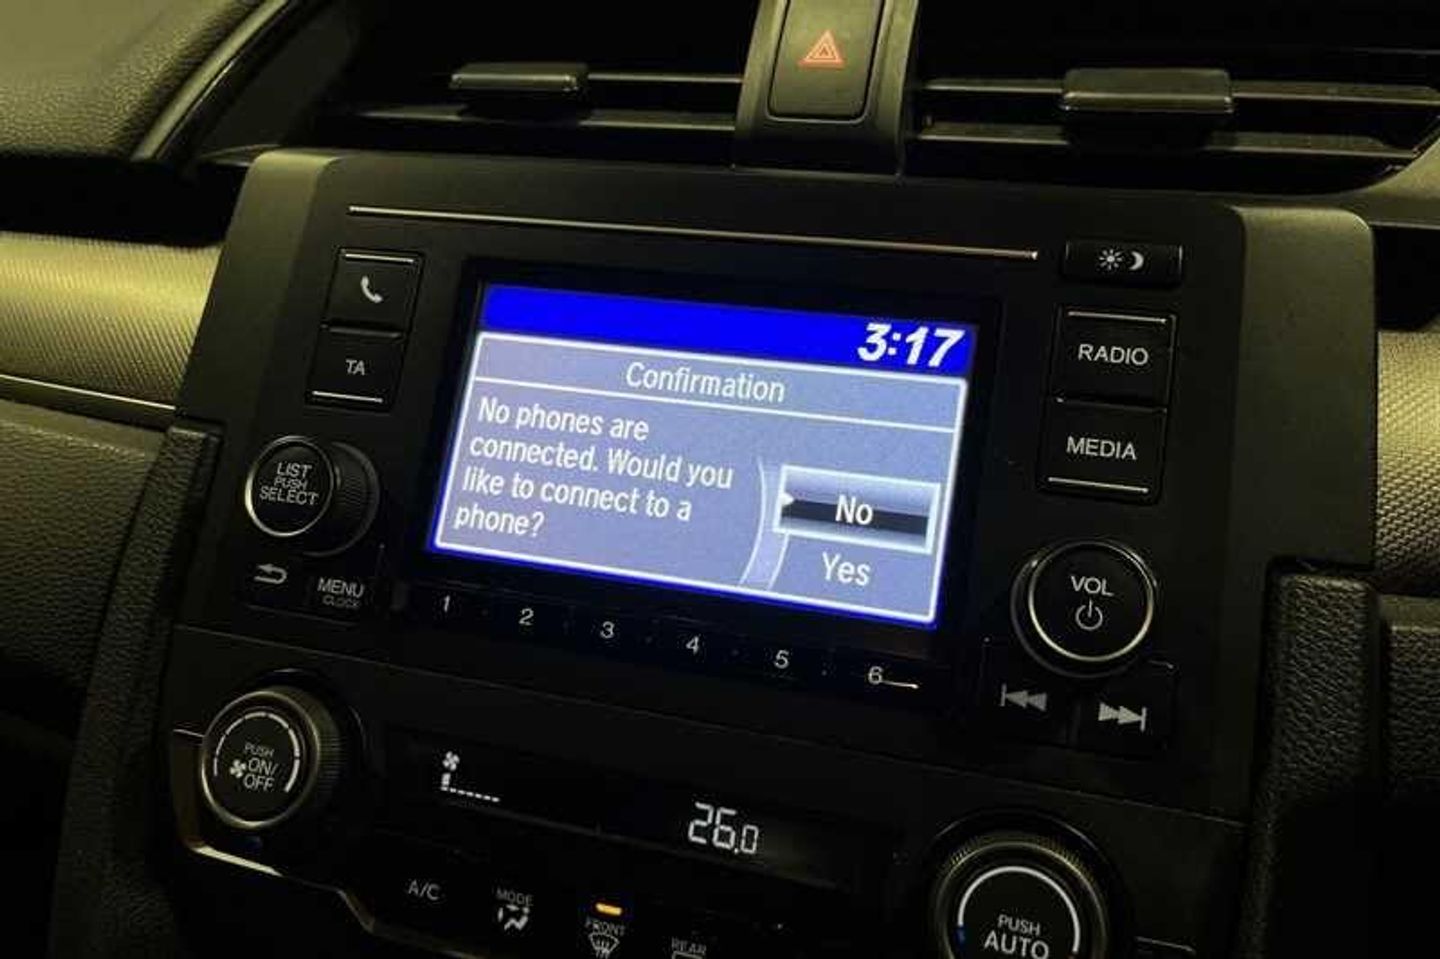 3:17
Confirmation
No phones are
connected. Would you
like to connect to a
phone?
No
Yes
TA
RADIO
MEDIA
LIST
PUSH
SELECT
MENU
CLOCK
VOL
1 2 3 4 5 6
PUSH
ON/
OFF
26.0
A/C
MODE
FRONT
REAR
PUSH
AUTO